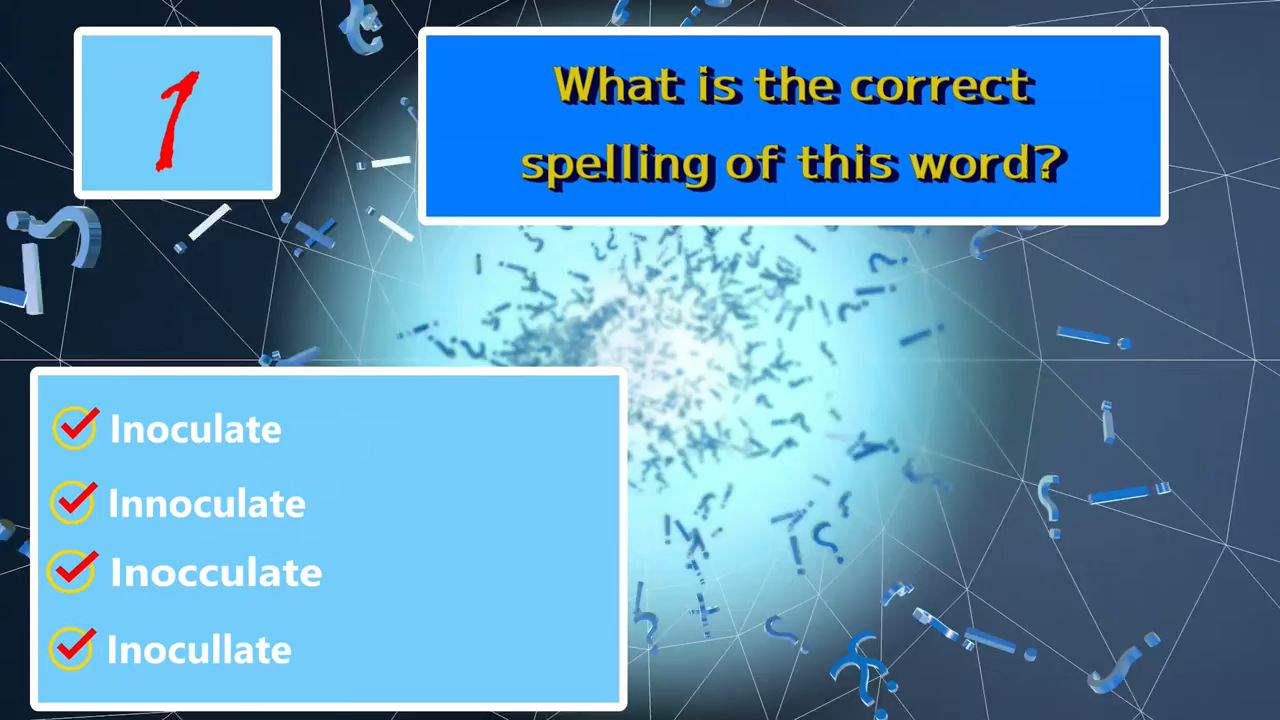 1
What is the correct
spelling of this word?
Inoculate
Innoculate
Inocculate
Inocullate